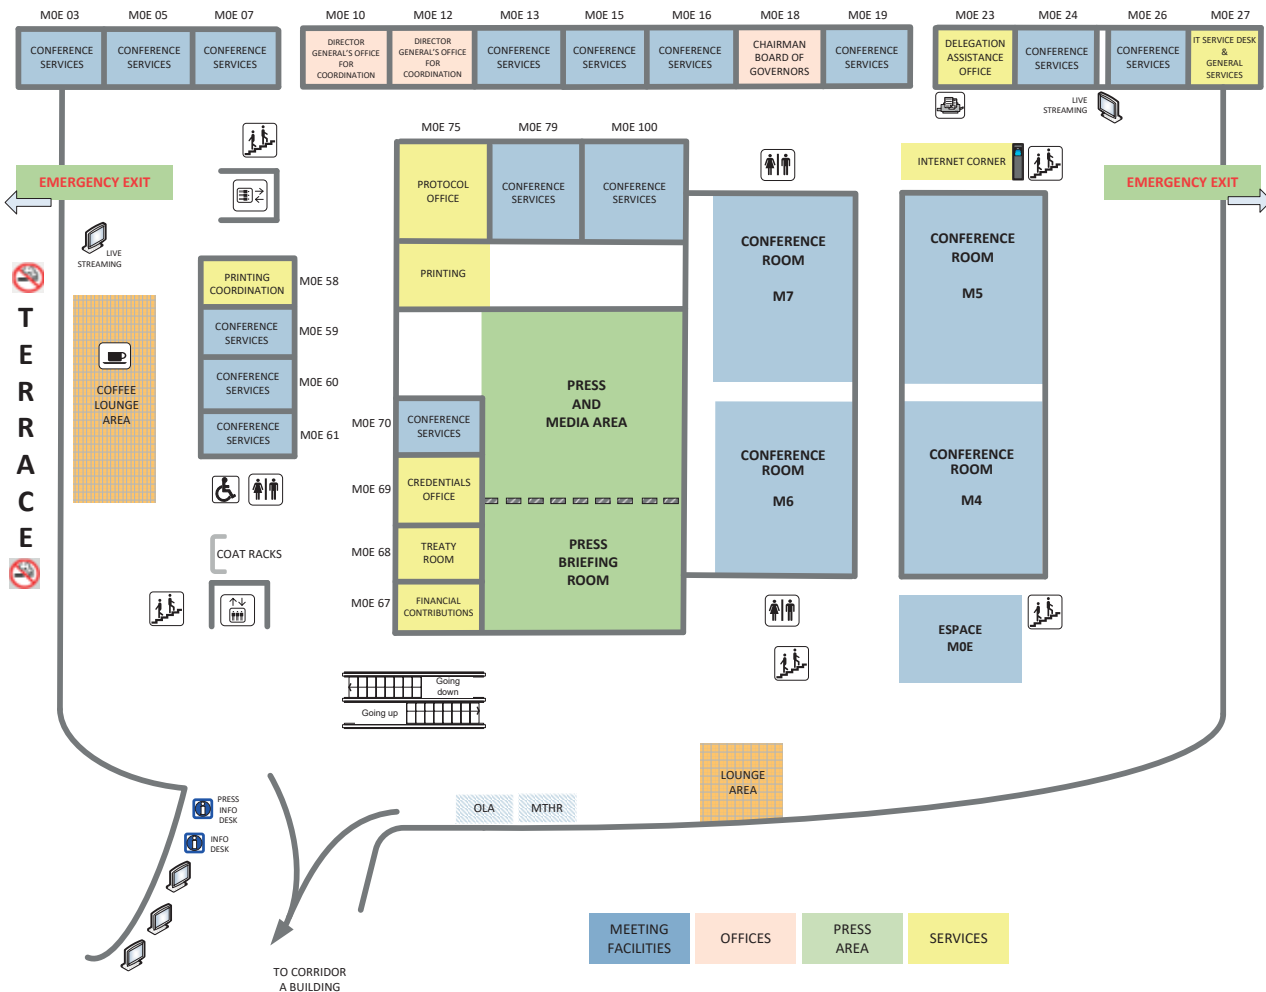 M0E 03
M0E 05
M0E 07
M0E 10
M0E 12
M0E 13
M0E 15
M0E 16
M0E 18
M0E 19
M0E 23
M0E 24
M0E 26
M0E 27
CONFERENCE
SERVICES
CONFERENCE
SERVICES
CONFERENCE
SERVICES
DIRECTOR
GENERAL'S OFFICE
FOR
COORDINATION
DIRECTOR
GENERAL'S OFFICE
FOR
COORDINATION
CONFERENCE
SERVICES
CONFERENCE
SERVICES
CONFERENCE
SERVICES
CHAIRMAN
BOARD OF
GOVERNORS
CONFERENCE
SERVICES
DELEGATION
ASSISTANCE
OFFICE
CONFERENCE
SERVICES
CONFERENCE
SERVICES
IT SERVICE DESK
&
GENERAL
SERVICES
LIVE
STREAMING
M0E 75
M0E 79
M0E 100
PROTOCOL
OFFICE
CONFERENCE
SERVICES
CONFERENCE
SERVICES
INTERNET CORNER
EMERGENCY EXIT
EMERGENCY EXIT
LIVE
STREAMING
PRINTING
COORDINATION
M0E 58
PRINTING
CONFERENCE
ROOM
M7
CONFERENCE
ROOM
M5
T
E
R
R
A
C
E
CONFERENCE
SERVICES
M0E 59
CONFERENCE
SERVICES
M0E 60
CONFERENCE
SERVICES
M0E 61
COFFEE
LOUNGE
AREA
PRESS
AND
MEDIA AREA
M0E 70
CONFERENCE
SERVICES
M0E 69
CREDENTIALS
OFFICE
CONFERENCE
ROOM
M6
CONFERENCE
ROOM
M4
COAT RACKS
M0E 68
TREATY
ROOM
PRESS
BRIEFING
ROOM
M0E 67
FINANCIAL
CONTRIBUTIONS
ESPACE
M0E
Going
down
Going up
LOUNGE
AREA
OLA
MTHR
PRESS
INFO
DESK
INFO
DESK
MEETING
FACILITIES
OFFICES
PRESS
AREA
SERVICES
TO CORRIDOR
A BUILDING